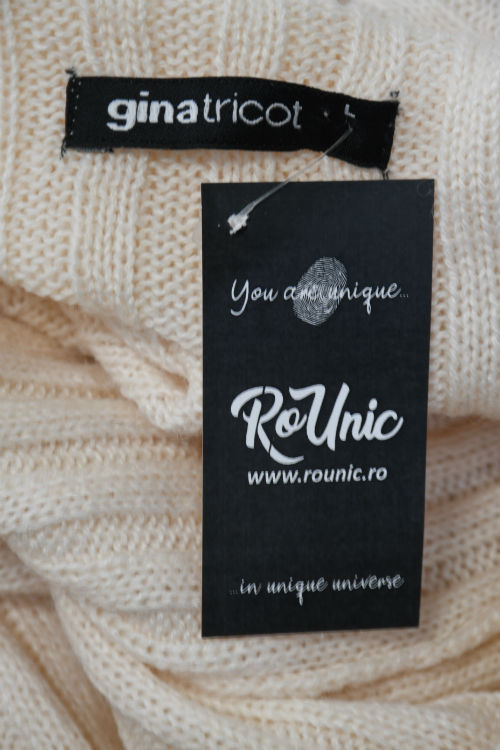 ginatricot L
You are unique...
RoUnic
www.rounic.ro
...in unique universe